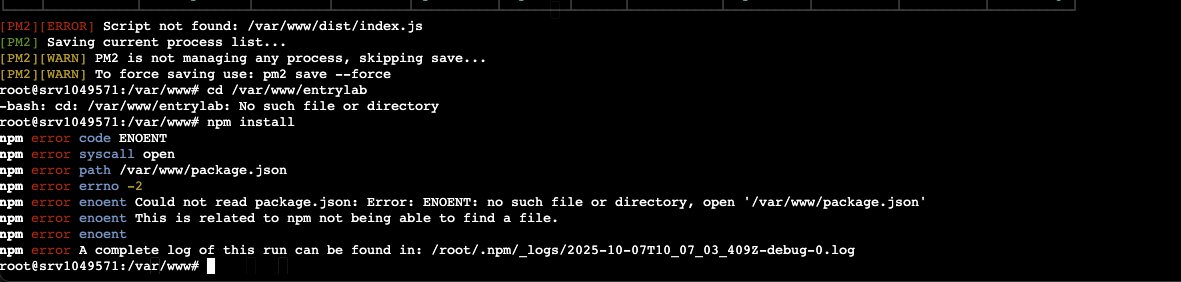 [PM2][ERROR] Script not found: /var/www/dist/index.js
[PM2] Saving current process list...
[PM2][WARN] PM2 is not managing any process, skipping save...
[PM2][WARN] To force saving use: pm2 save --force
root@srv1049571:/var/www# cd /var/www/entrylab
-bash: cd: /var/www/entrylab: No such file or directory
root@srv1049571:/var/www# npm install
npm error code ENOENT
npm error syscall open
npm error path /var/www/package.json
npm error errno -2
npm error enoent Could not read package.json: Error: ENOENT: no such file or directory, open '/var/www/package.json'
npm error enoent This is related to npm not being able to find a file.
npm error enoent
npm error A complete log of this run can be found in: /root/.npm/_logs/2025-10-07T10_07_03_409Z-debug-0.log
root@srv1049571:/var/www#